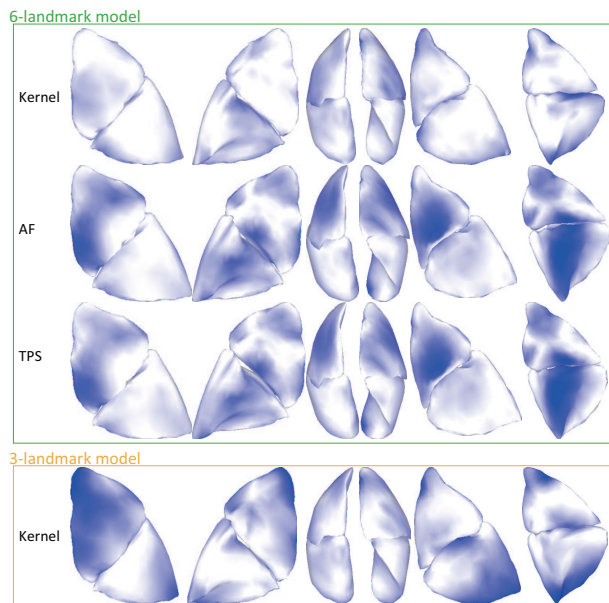 6-landmark model
Kernel
AF
TPS
3-landmark model
Kernel